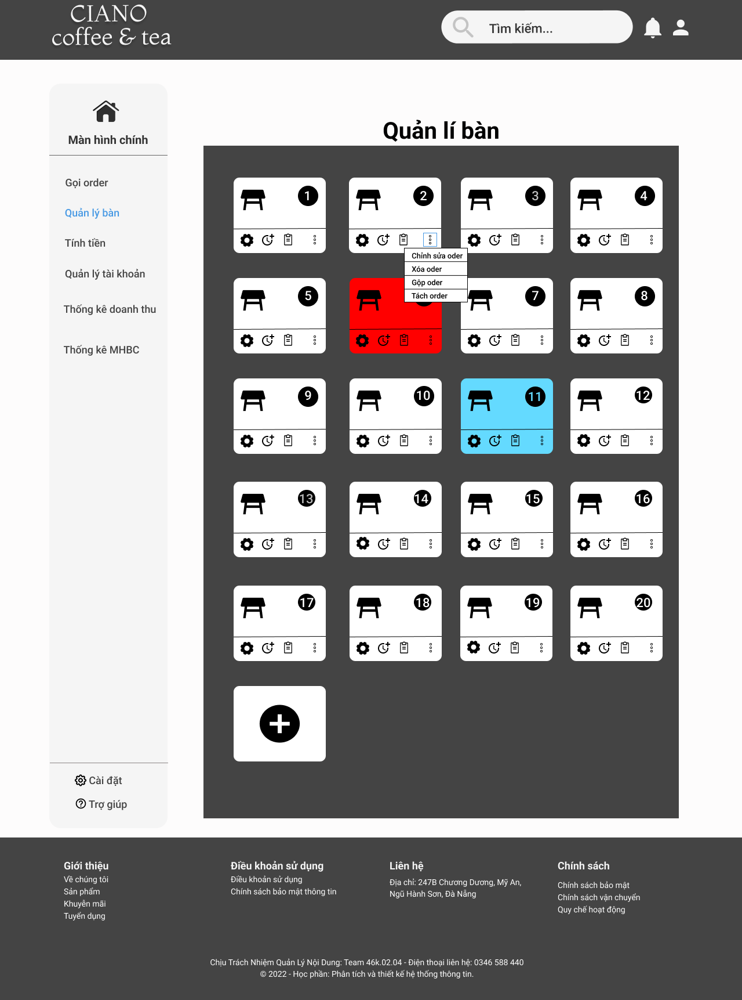 CIANO
coffee & tea
Tìm kiếm...
Màn hình chính
Gọi order
Quản lý bàn
Tính tiền
Quản lý tài khoản
Thống kê doanh thu
Thống kê MHBC
Cài đặt
Trợ giúp
Quản lí bàn
1
2
3
4
Chỉnh sửa oder
Xóa oder
Gộp oder
Tách order
5
7
8
9
10
11
12
13
14
15
16
17
18
19
20
Giới thiệu
Về chúng tôi
Sản phẩm
Khuyễn mãi
Tuyển dụng
Điều khoản sử dụng
Điều khoản sử dụng
Chính sách bảo mật thông tin
Liên hệ
Địa chỉ: 247B Chương Dương, Mỹ An,
Ngũ Hành Sơn, Đà Nẵng
Chính sách
Chính sách bảo mật
Chính sách vận chuyển
Quy chế hoạt động
Chịu Trách Nhiệm Quản Lý Nội Dung: Team 46k.02.04 - Điện thoại liên hệ: 0346 588 440
© 2022 - Học phần: Phân tích và thiết kế hệ thống thông tin.